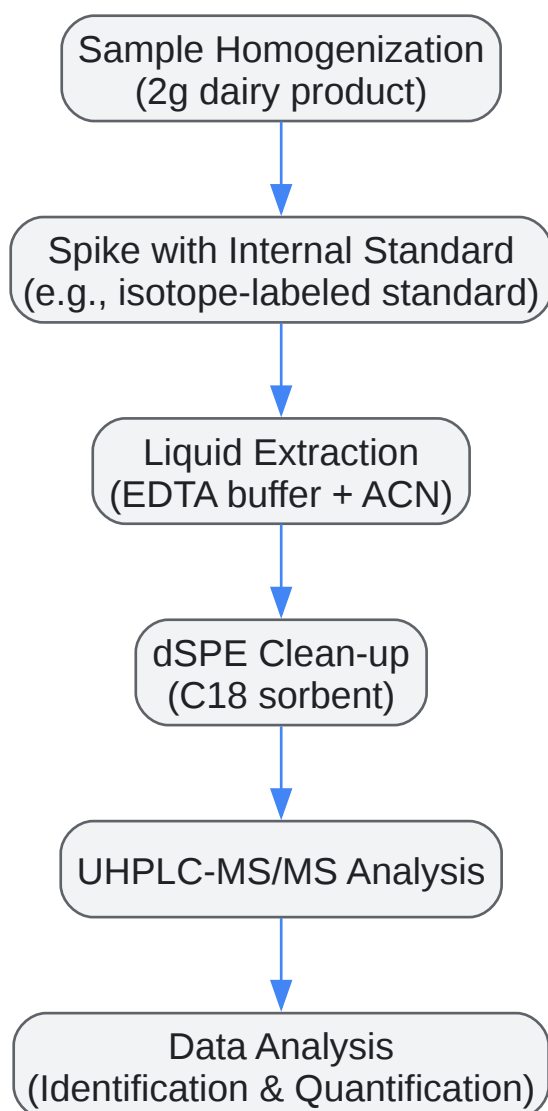 Sample Homogenization
(2g dairy product)
Spike with Internal Standard
(e.g., isotope-labeled standard)
Liquid Extraction
(EDTA buffer + ACN)
dSPE Clean-up
(C18 sorbent)
UHPLC-MS/MS Analysis
Data Analysis
(Identification & Quantification)